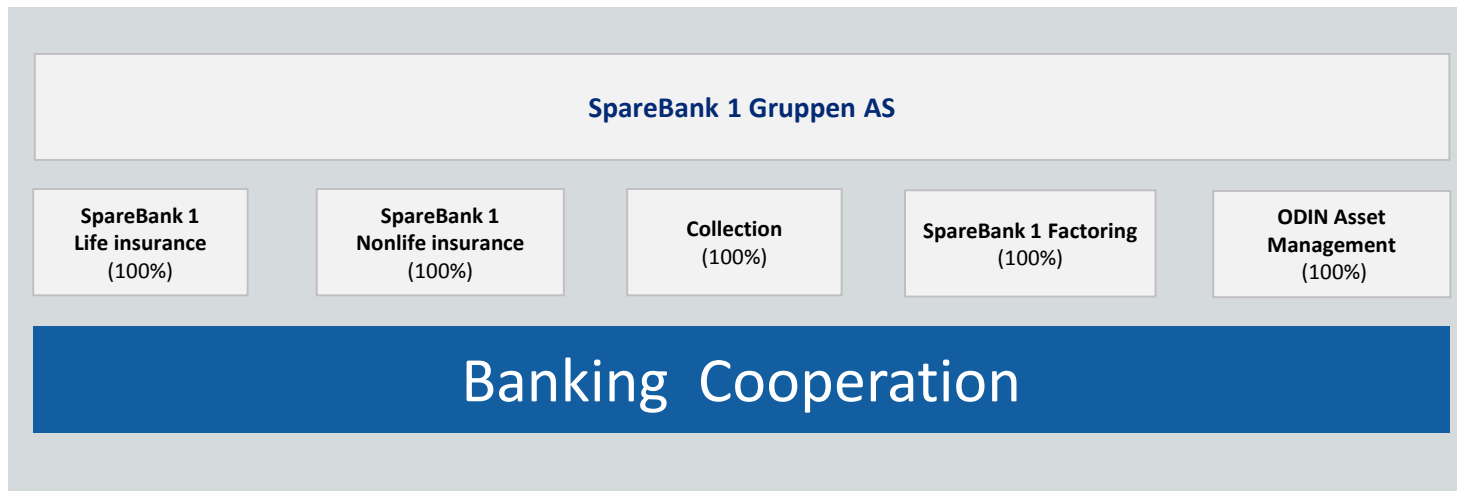 SpareBank 1 Gruppen AS
SpareBank 1
Life insurance
(100%)
SpareBank 1
Nonlife insurance
(100%)
Collection
(100%)
SpareBank 1 Factoring
(100%)
ODIN Asset
Management
(100%)
Banking Cooperation